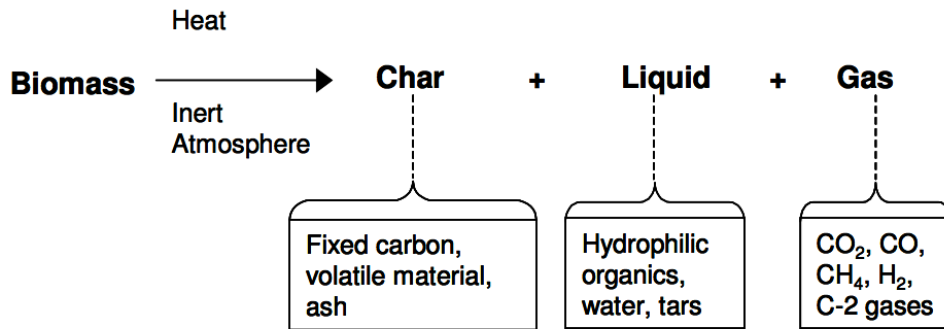 Heat
Biomass
Inert
Atmosphere
Char + Liquid + Gas
Fixed carbon,
volatile material,
ash
Hydrophilic
organics,
water, tars
CO₂, CO,
CH₄, H₂,
C-2 gases